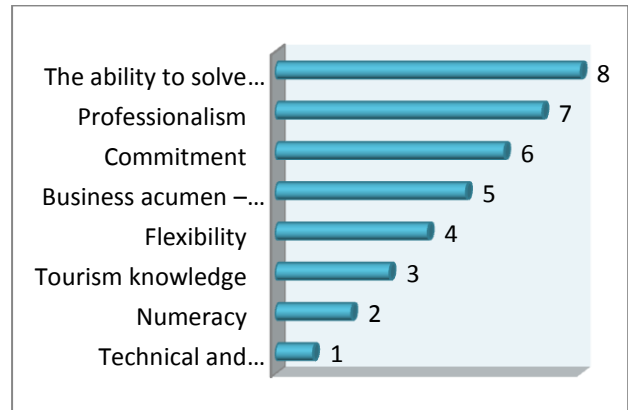 The ability to solve… 8
Professionalism 7
Commitment 6
Business acumen –… 5
Flexibility 4
Tourism knowledge 3
Numeracy 2
Technical and… 1